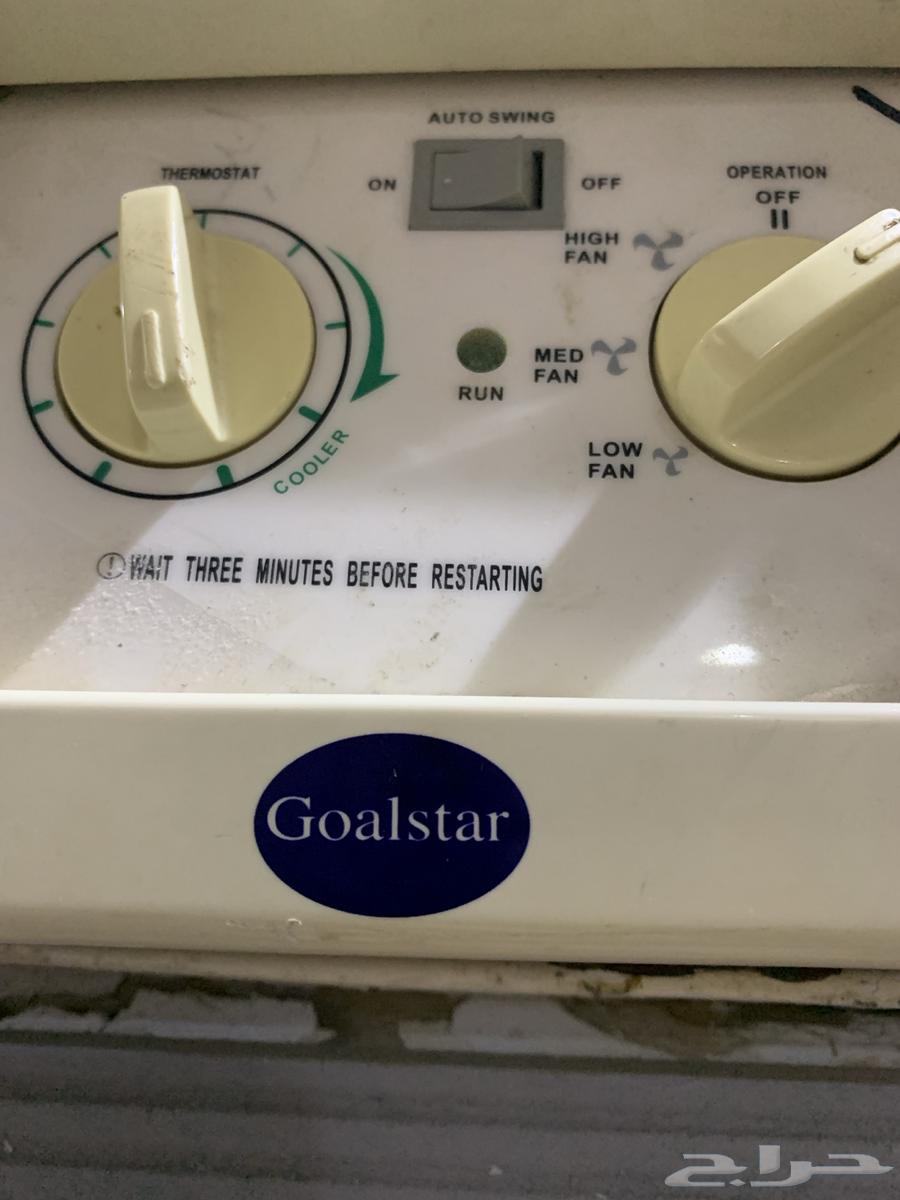 AUTO SWING
THERMOSTAT
ON
OFF
OPERATION
OFF
HIGH
FAN
MED
FAN
RUN
LOW
FAN
COOLER
WAIT THREE MINUTES BEFORE RESTARTING
Goalstar
حراج